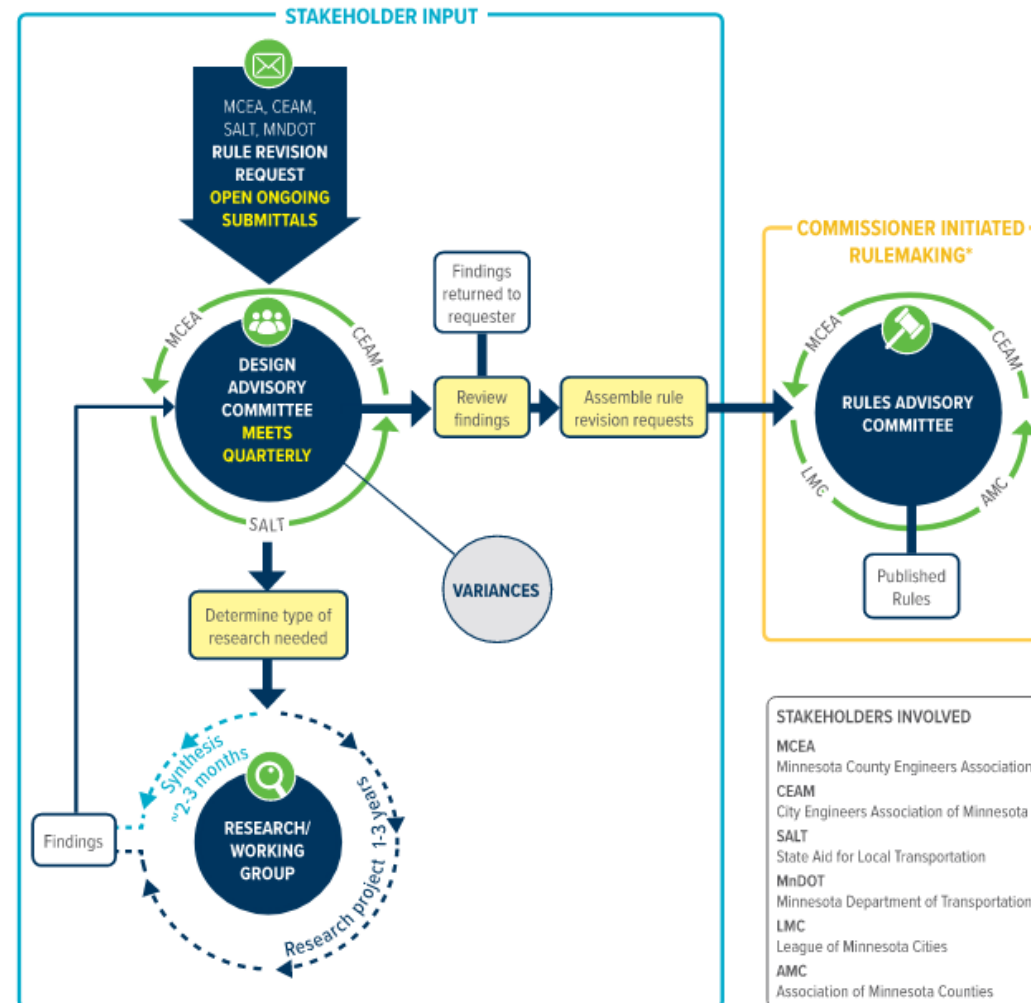 STAKEHOLDER INPUT
MCEA, CEAM,
SALT, MNDOT
RULE REVISION
REQUEST
OPEN ONGOING
SUBMITTALS
MCEA
CEAM
SALT
DESIGN
ADVISORY
COMMITTEE
MEETS
QUARTERLY
Findings
returned to
requester
Review
findings
Assemble rule
revision requests
VARIANCES
Determine type of
research needed
Synthesis
~2-3 months
Research project 1-3 years
RESEARCH/
WORKING
GROUP
Findings
COMMISSIONER INITIATED
RULEMAKING*
MCEA
CEAM
LMC
AMC
RULES ADVISORY
COMMITTEE
Published
Rules
STAKEHOLDERS INVOLVED
MCEA
Minnesota County Engineers Association
CEAM
City Engineers Association of Minnesota
SALT
State Aid for Local Transportation
MnDOT
Minnesota Department of Transportation
LMC
League of Minnesota Cities
AMC
Association of Minnesota Counties